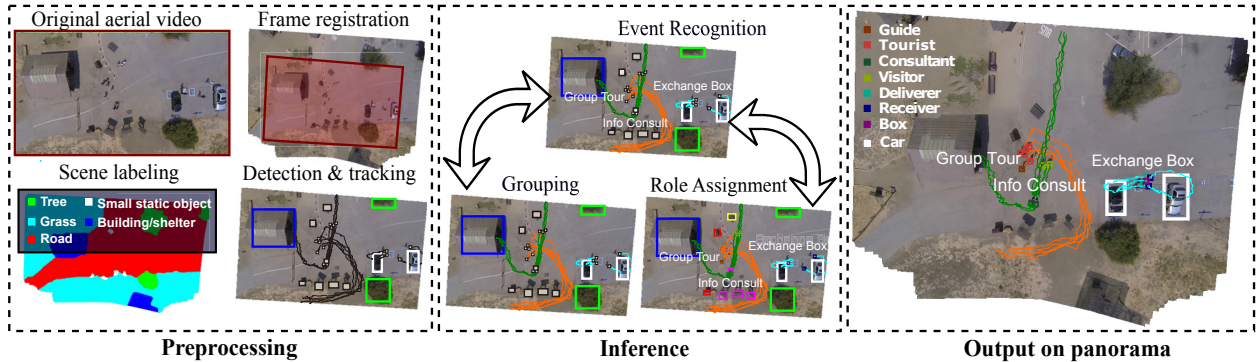 Original aerial video
Frame registration
Scene labeling
Tree
Small static object
Grass
Building/shelter
Road
Detection & tracking
Preprocessing
Event Recognition
Group Tour
Exchange Box
Info Consult
Grouping
Role Assignment
Exchange Box
Group Tour
Info Consult
Inference
Guide
Tourist
Consultant
Visitor
Deliverer
Receiver
Box
Car
Group Tour
Exchange Box
Info Consult
Output on panorama